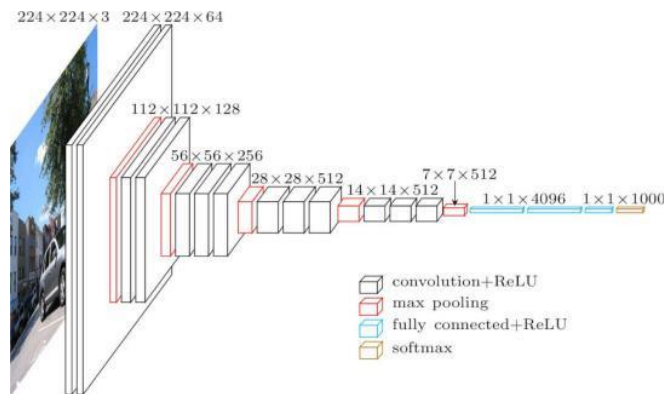 224×224×3
224×224×64
112×112×128
56×56×256
28×28×512
14×14×512
7×7×512
1×1×4096
1×1×1000
convolution+ReLU
max pooling
fully connected+ReLU
softmax